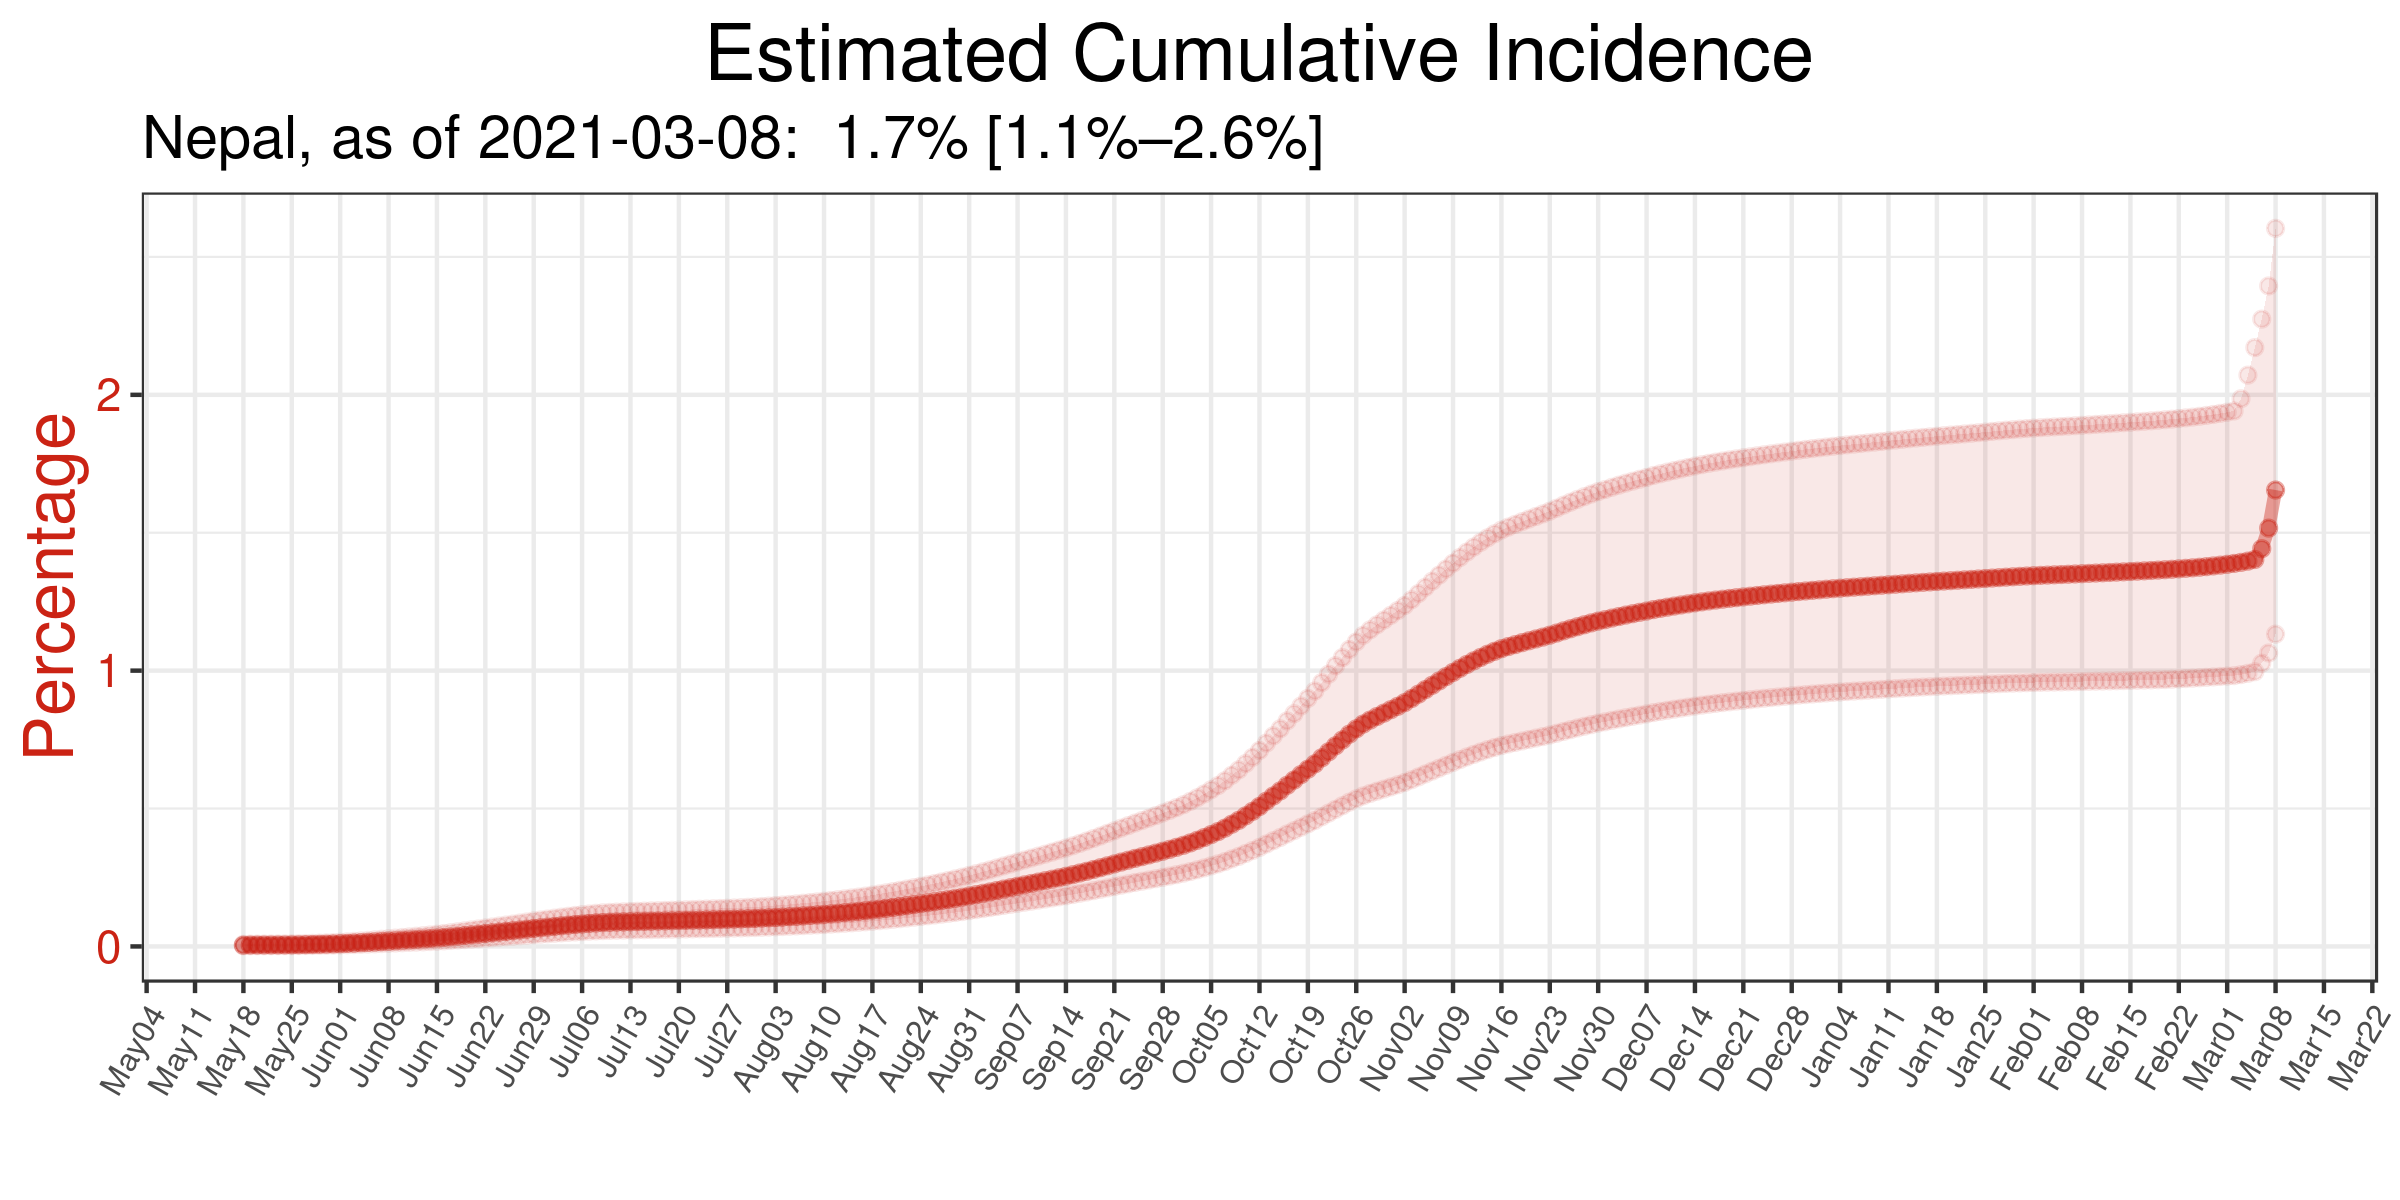 Estimated Cumulative Incidence
Nepal, as of 2021-03-08:  1.7% [1.1%–2.6%]
Percentage
2
1
0
May04
May11
May18
May25
Jun01
Jun08
Jun15
Jun22
Jun29
Jul06
Jul13
Jul20
Jul27
Aug03
Aug10
Aug17
Aug24
Aug31
Sep07
Sep14
Sep21
Sep28
Oct05
Oct12
Oct19
Oct26
Nov02
Nov09
Nov16
Nov23
Nov30
Dec07
Dec14
Dec21
Dec28
Jan04
Jan11
Jan18
Jan25
Feb01
Feb08
Feb15
Feb22
Mar01
Mar08
Mar15
Mar22